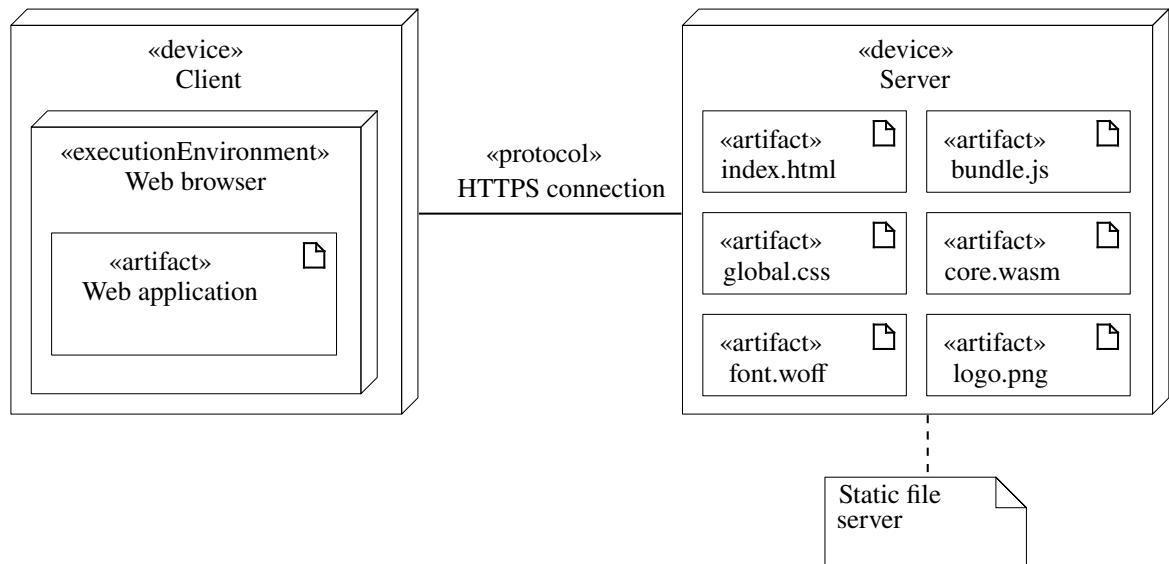 «device»
Client
«executionEnvironment»
Web browser
«artifact»
Web application
«protocol»
HTTPS connection
«device»
Server
«artifact»
index.html
«artifact»
bundle.js
«artifact»
global.css
«artifact»
core.wasm
«artifact»
font.woff
«artifact»
logo.png
Static file
server